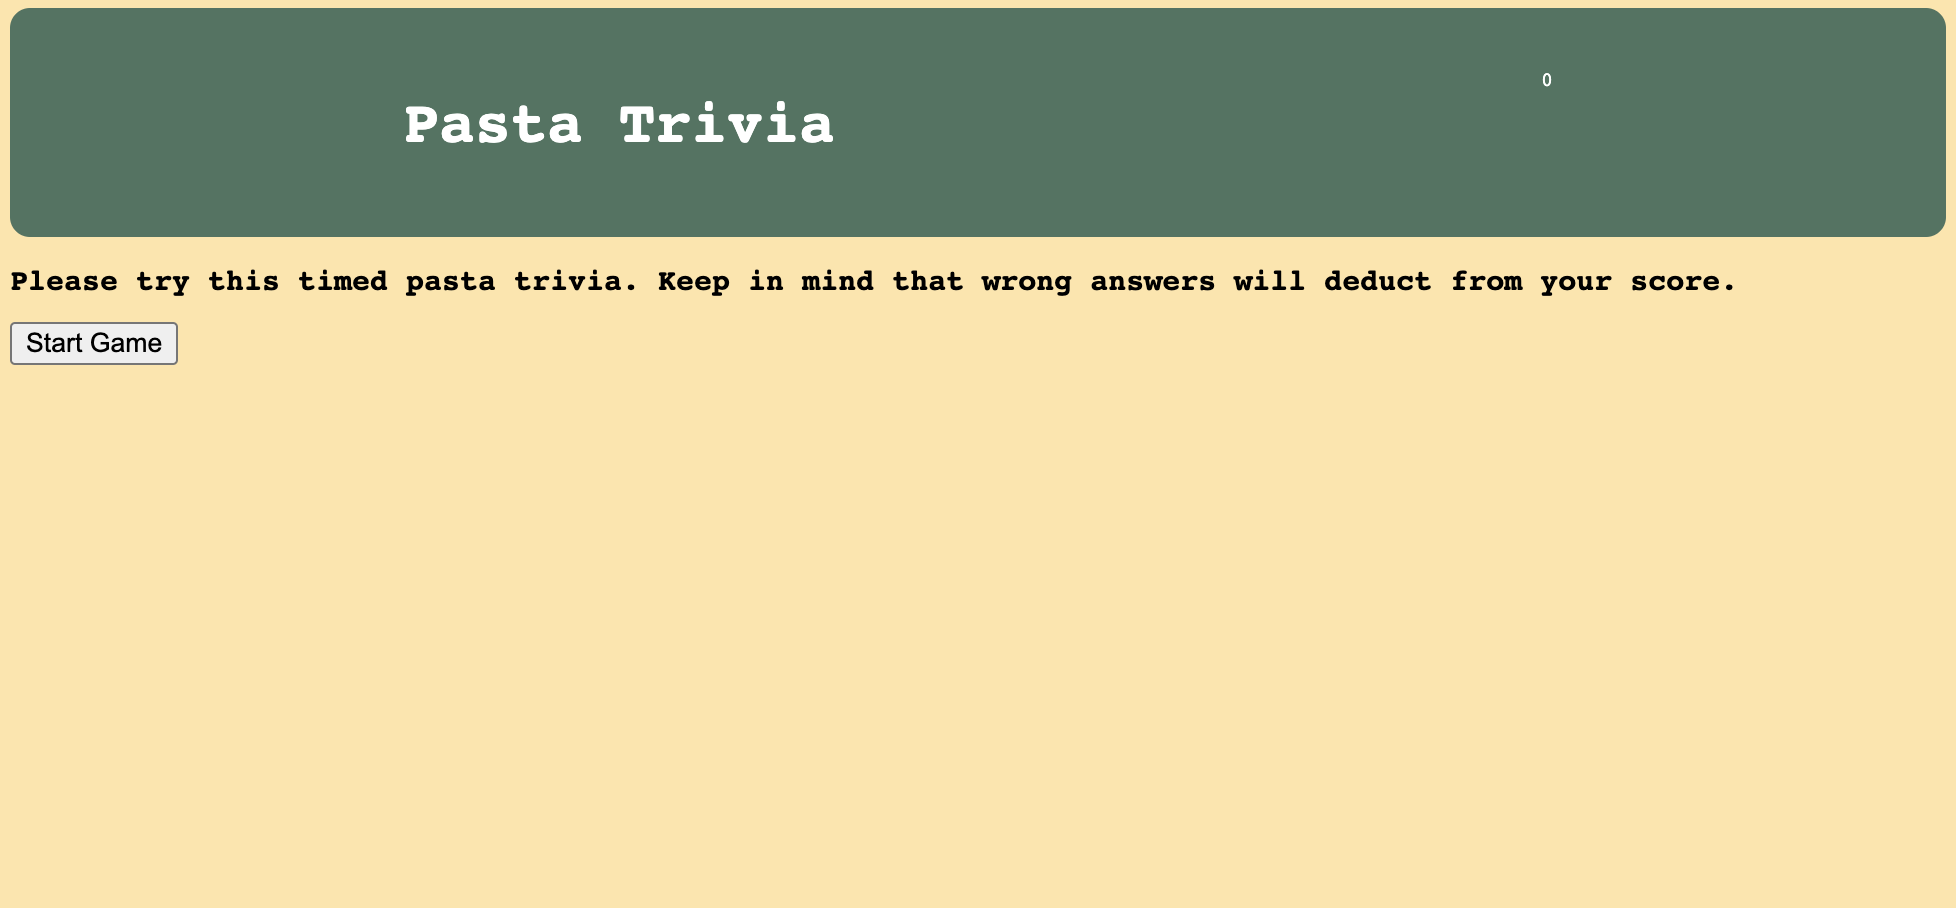 Pasta Trivia
0
Please try this timed pasta trivia. Keep in mind that wrong answers will deduct from your score.
Start Game